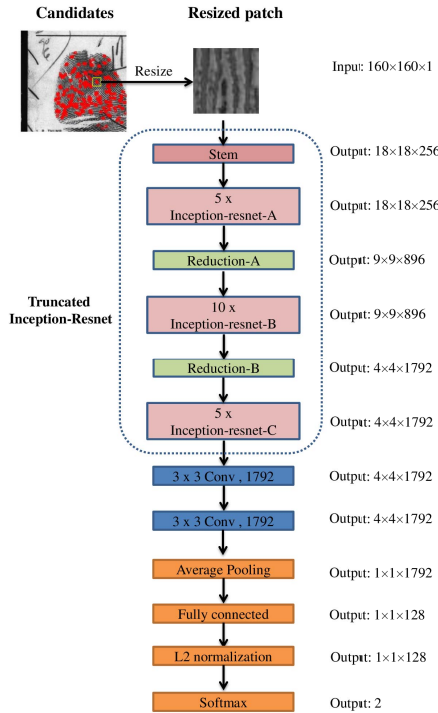 Candidates
Resized patch
Resize
Input: 160×160×1
Stem
Output: 18×18×256
5 x
Inception-resnet-A
Output: 18×18×256
Reduction-A
Output: 9×9×896
Truncated
Inception-Resnet
10 x
Inception-resnet-B
Output: 9×9×896
Reduction-B
Output: 4×4×1792
5 x
Inception-resnet-C
Output: 4×4×1792
3 x 3 Conv , 1792
Output: 4×4×1792
3 x 3 Conv , 1792
Output: 4×4×1792
Average Pooling
Output: 1×1×1792
Fully connected
Output: 1×1×128
L2 normalization
Output: 1×1×128
Softmax
Output: 2